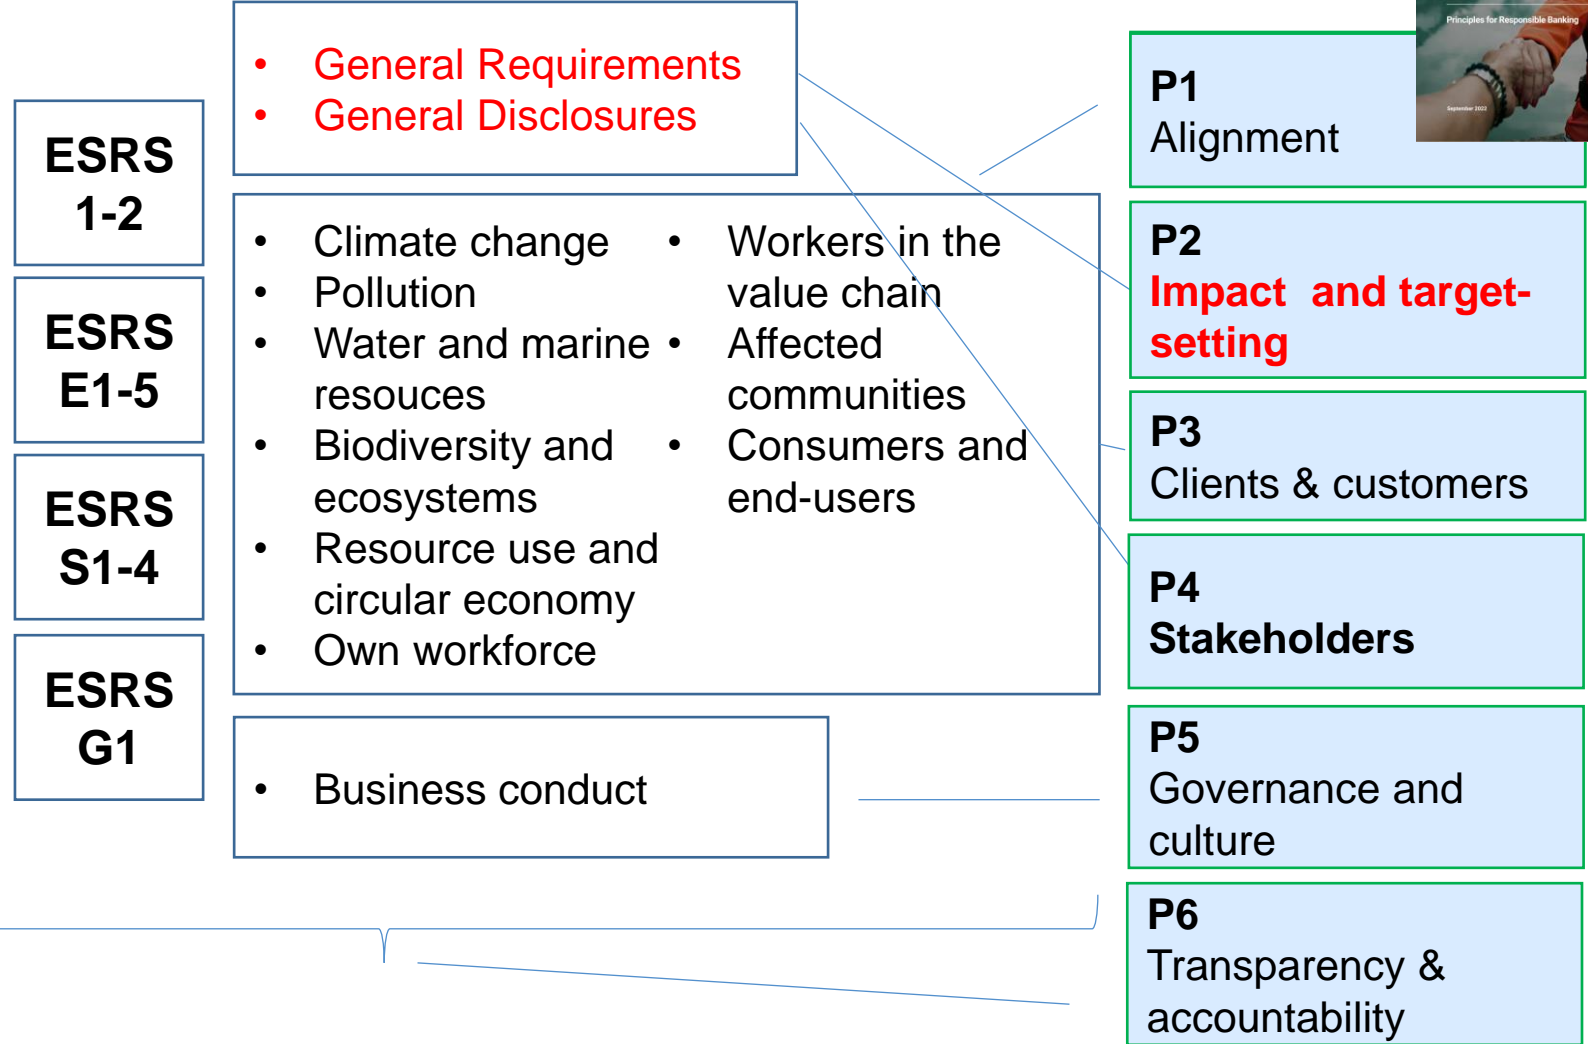 ESRS
1-2
ESRS
E1-5
ESRS
S1-4
ESRS
G1
• General Requirements
• General Disclosures
• Climate change
• Pollution
• Water and marine
resouces
• Biodiversity and
ecosystems
• Resource use and
circular economy
• Own workforce
• Workers in the
value chain
• Affected
communities
• Consumers and
end-users
• Business conduct
Principles for Responsible Banking
September 2022
P1
Alignment
P2
Impact and target-
setting
P3
Clients & customers
P4
Stakeholders
P5
Governance and
culture
P6
Transparency &
accountability